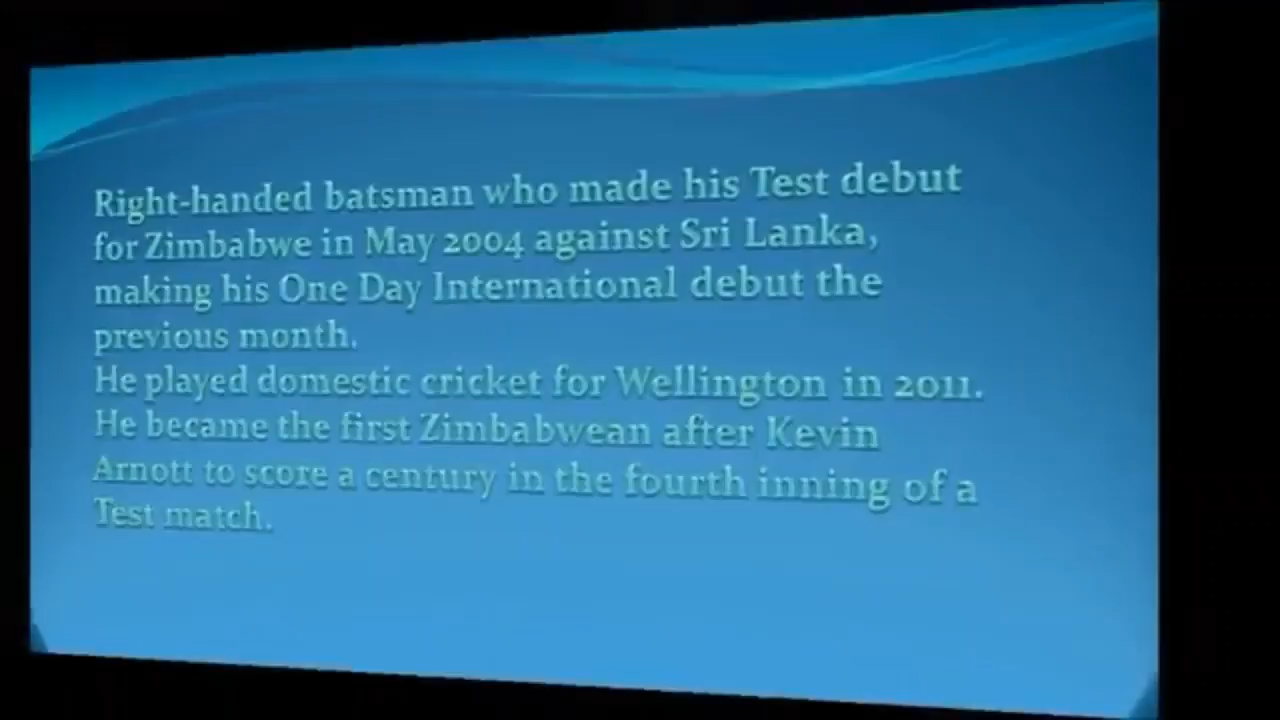 Right-handed batsman who made his Test debut
for Zimbabwe in May 2004 against Sri Lanka,
making his One Day International debut the
previous month.
He played domestic cricket for Wellington in 2011.
He became the first Zimbabwean after Kevin
Arnott to score a century in the fourth inning of a
Test match.